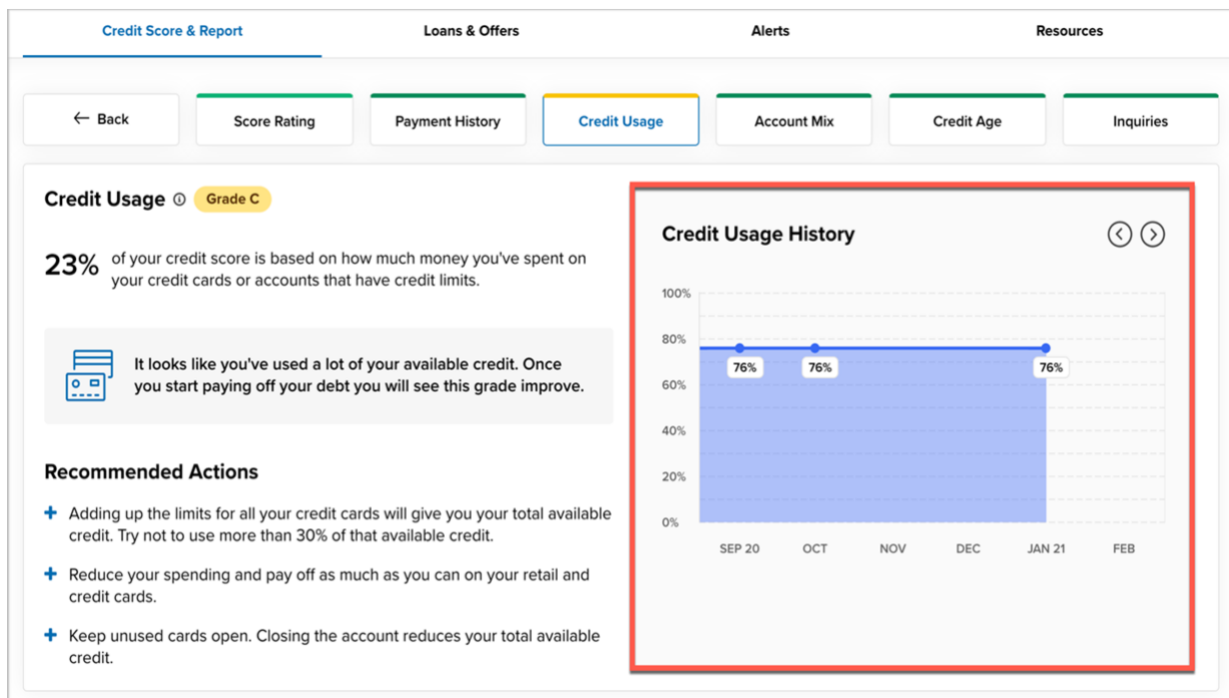 Credit Score & Report
Loans & Offers
Alerts
Resources
← Back
Score Rating
Payment History
Credit Usage
Account Mix
Credit Age
Inquiries
Credit Usage
Grade C
23% of your credit score is based on how much money you've spent on
your credit cards or accounts that have credit limits.
It looks like you've used a lot of your available credit. Once
you start paying off your debt you will see this grade improve.
Recommended Actions
+ Adding up the limits for all your credit cards will give you your total available
credit. Try not to use more than 30% of that available credit.
+ Reduce your spending and pay off as much as you can on your retail and
credit cards.
+ Keep unused cards open. Closing the account reduces your total available
credit.
Credit Usage History
100%
80%
60%
40%
20%
0%
76%
76%
76%
SEP 20
OCT
NOV
DEC
JAN 21
FEB